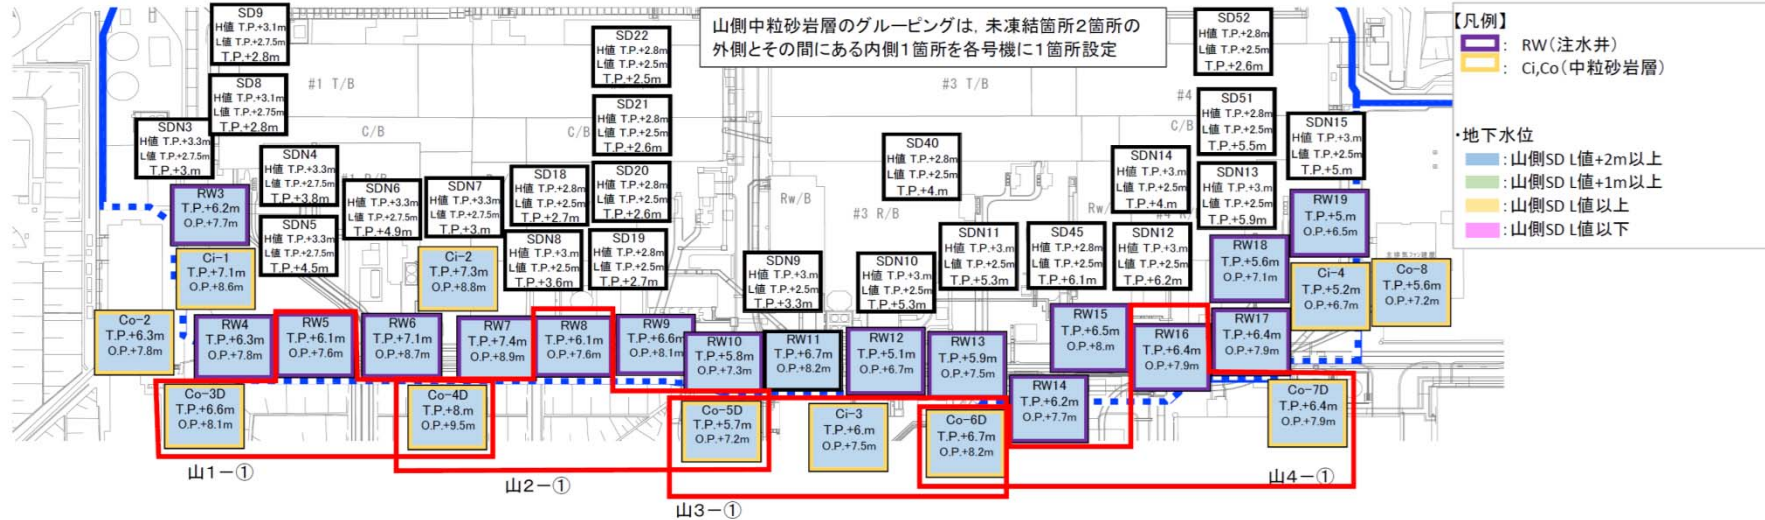 山側中粒砂岩層のグルーピングは，未凍結箇所2箇所の
外側とその間にある内側1箇所を各号機に1箇所設定
【凡例】
： RW（注水井）
： Ci,Co（中粒砂岩層）
・地下水位
：山側SD L値+2m以上
：山側SD L値+1m以上
：山側SD L値以上
：山側SD L値以下
SD9
H値 T.P.+3.1m
L値 T.P.+2.7.5m
T.P.+2.8m
SD8
H値 T.P.+3.1m
L値 T.P.+2.75m
T.P.+2.8m
SDN3
H値 T.P.+3.3m
L値 T.P.+2.7.5m
T.P.+3.m
SDN4
H値 T.P.+3.3m
L値 T.P.+2.7.5m
T.P.+3.8m
SDN5
H値 T.P.+3.3m
L値 T.P.+2.7.5m
T.P.+4.5m
SDN6
H値 T.P.+3.3m
L値 T.P.+2.7.5m
T.P.+4.9m
SDN7
H値 T.P.+3.3m
L値 T.P.+2.75m
T.P.+3.m
SD18
H値 T.P.+2.8m
L値 T.P.+2.5m
T.P.+2.7m
SDN8
H値 T.P.+3.m
L値 T.P.+2.5m
T.P.+3.6m
SD22
H値 T.P.+2.8m
L値 T.P.+2.5m
T.P.+2.5m
SD21
H値 T.P.+2.8m
L値 T.P.+2.5m
T.P.+2.6m
SD20
H値 T.P.+2.8m
L値 T.P.+2.5m
T.P.+2.6m
SD19
H値 T.P.+2.8m
L値 T.P.+2.5m
T.P.+2.7m
SDN9
H値 T.P.+3.m
L値 T.P.+2.5m
T.P.+3.3m
SD40
H値 T.P.+2.8m
L値 T.P.+2.5m
T.P.+4.m
SDN10
H値 T.P.+3.m
L値 T.P.+2.5m
T.P.+5.3m
SDN11
H値 T.P.+3.m
L値 T.P.+2.5m
T.P.+5.3m
SD45
H値 T.P.+2.8m
L値 T.P.+2.5m
T.P.+6.1m
SDN14
H値 T.P.+3.m
L値 T.P.+2.5m
T.P.+4.m
SDN12
H値 T.P.+3.m
L値 T.P.+2.5m
T.P.+6.2m
SD52
H値 T.P.+2.8m
L値 T.P.+2.5m
T.P.+2.6m
SD51
H値 T.P.+2.8m
L値 T.P.+2.5m
T.P.+5.5m
SDN13
H値 T.P.+3.m
L値 T.P.+2.5m
T.P.+5.9m
SDN15
H値 T.P.+3.m
L値 T.P.+2.5m
T.P.+5.m
#1 T/B
C/B
C/B
#3 T/B
#4
C/B
Rw/B
#3 R/B
RW3
T.P.+6.2m
O.P.+7.7m
Ci-1
T.P.+7.1m
O.P.+8.6m
Ci-2
T.P.+7.3m
O.P.+8.8m
Co-2
T.P.+6.3m
O.P.+7.8m
RW4
T.P.+6.3m
O.P.+7.8m
RW5
T.P.+6.1m
O.P.+7.6m
RW6
T.P.+7.1m
O.P.+8.7m
RW7
T.P.+7.4m
O.P.+8.9m
RW8
T.P.+6.1m
O.P.+7.6m
RW9
T.P.+6.6m
O.P.+8.1m
RW10
T.P.+5.8m
O.P.+7.3m
RW11
T.P.+6.7m
O.P.+8.2m
RW12
T.P.+5.1m
O.P.+6.7m
RW13
T.P.+5.9m
O.P.+7.5m
RW14
T.P.+6.2m
O.P.+7.7m
RW15
T.P.+6.5m
O.P.+8.m
RW16
T.P.+6.4m
O.P.+7.9m
RW17
T.P.+6.4m
O.P.+7.9m
RW18
T.P.+5.6m
O.P.+7.1m
RW19
T.P.+5.m
O.P.+6.5m
Ci-4
T.P.+5.2m
O.P.+6.7m
Co-8
T.P.+5.6m
O.P.+7.2m
Co-3D
T.P.+6.6m
O.P.+8.1m
Co-4D
T.P.+8.m
O.P.+9.5m
Co-5D
T.P.+5.7m
O.P.+7.2m
Ci-3
T.P.+6.m
O.P.+7.5m
Co-6D
T.P.+6.7m
O.P.+8.2m
Co-7D
T.P.+6.4m
O.P.+7.9m
山1－①
山2－①
山3－①
山4－①